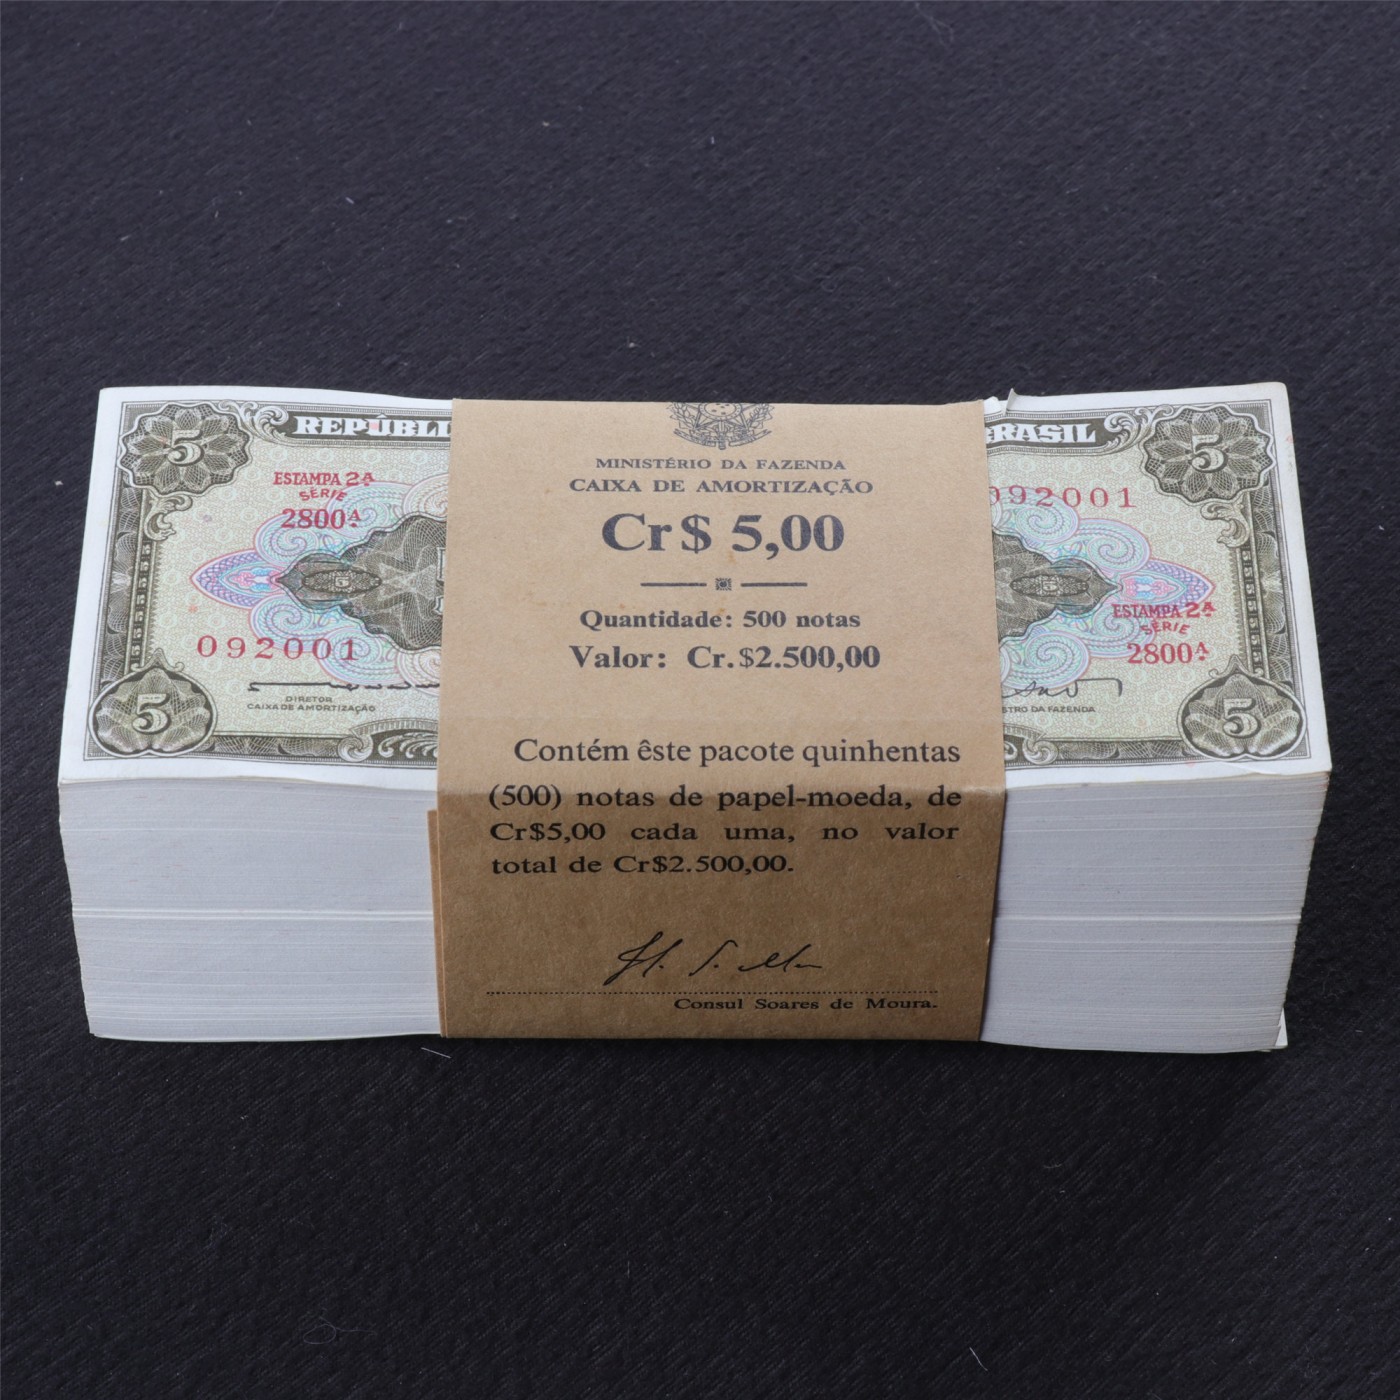 5
REPÚBLI
BRASIL
5
ESTAMPA 2ª
SÉRIE
2800ª
092001
092001
ESTAMPA 2ª
SÉRIE
2800ª
5
DIRETOR
CAIXA DE AMORTIZAÇÃO
STRO DA FAZENDA
5
MINISTÉRIO DA FAZENDA
CAIXA DE AMORTIZAÇÃO
Cr$ 5,00
Quantidade: 500 notas
Valor: Cr.$2.500,00
Contém êste pacote quinhentas
(500) notas de papel-moeda, de
Cr$5,00 cada uma, no valor
total de Cr$2.500,00.
Consul Soares de Moura.